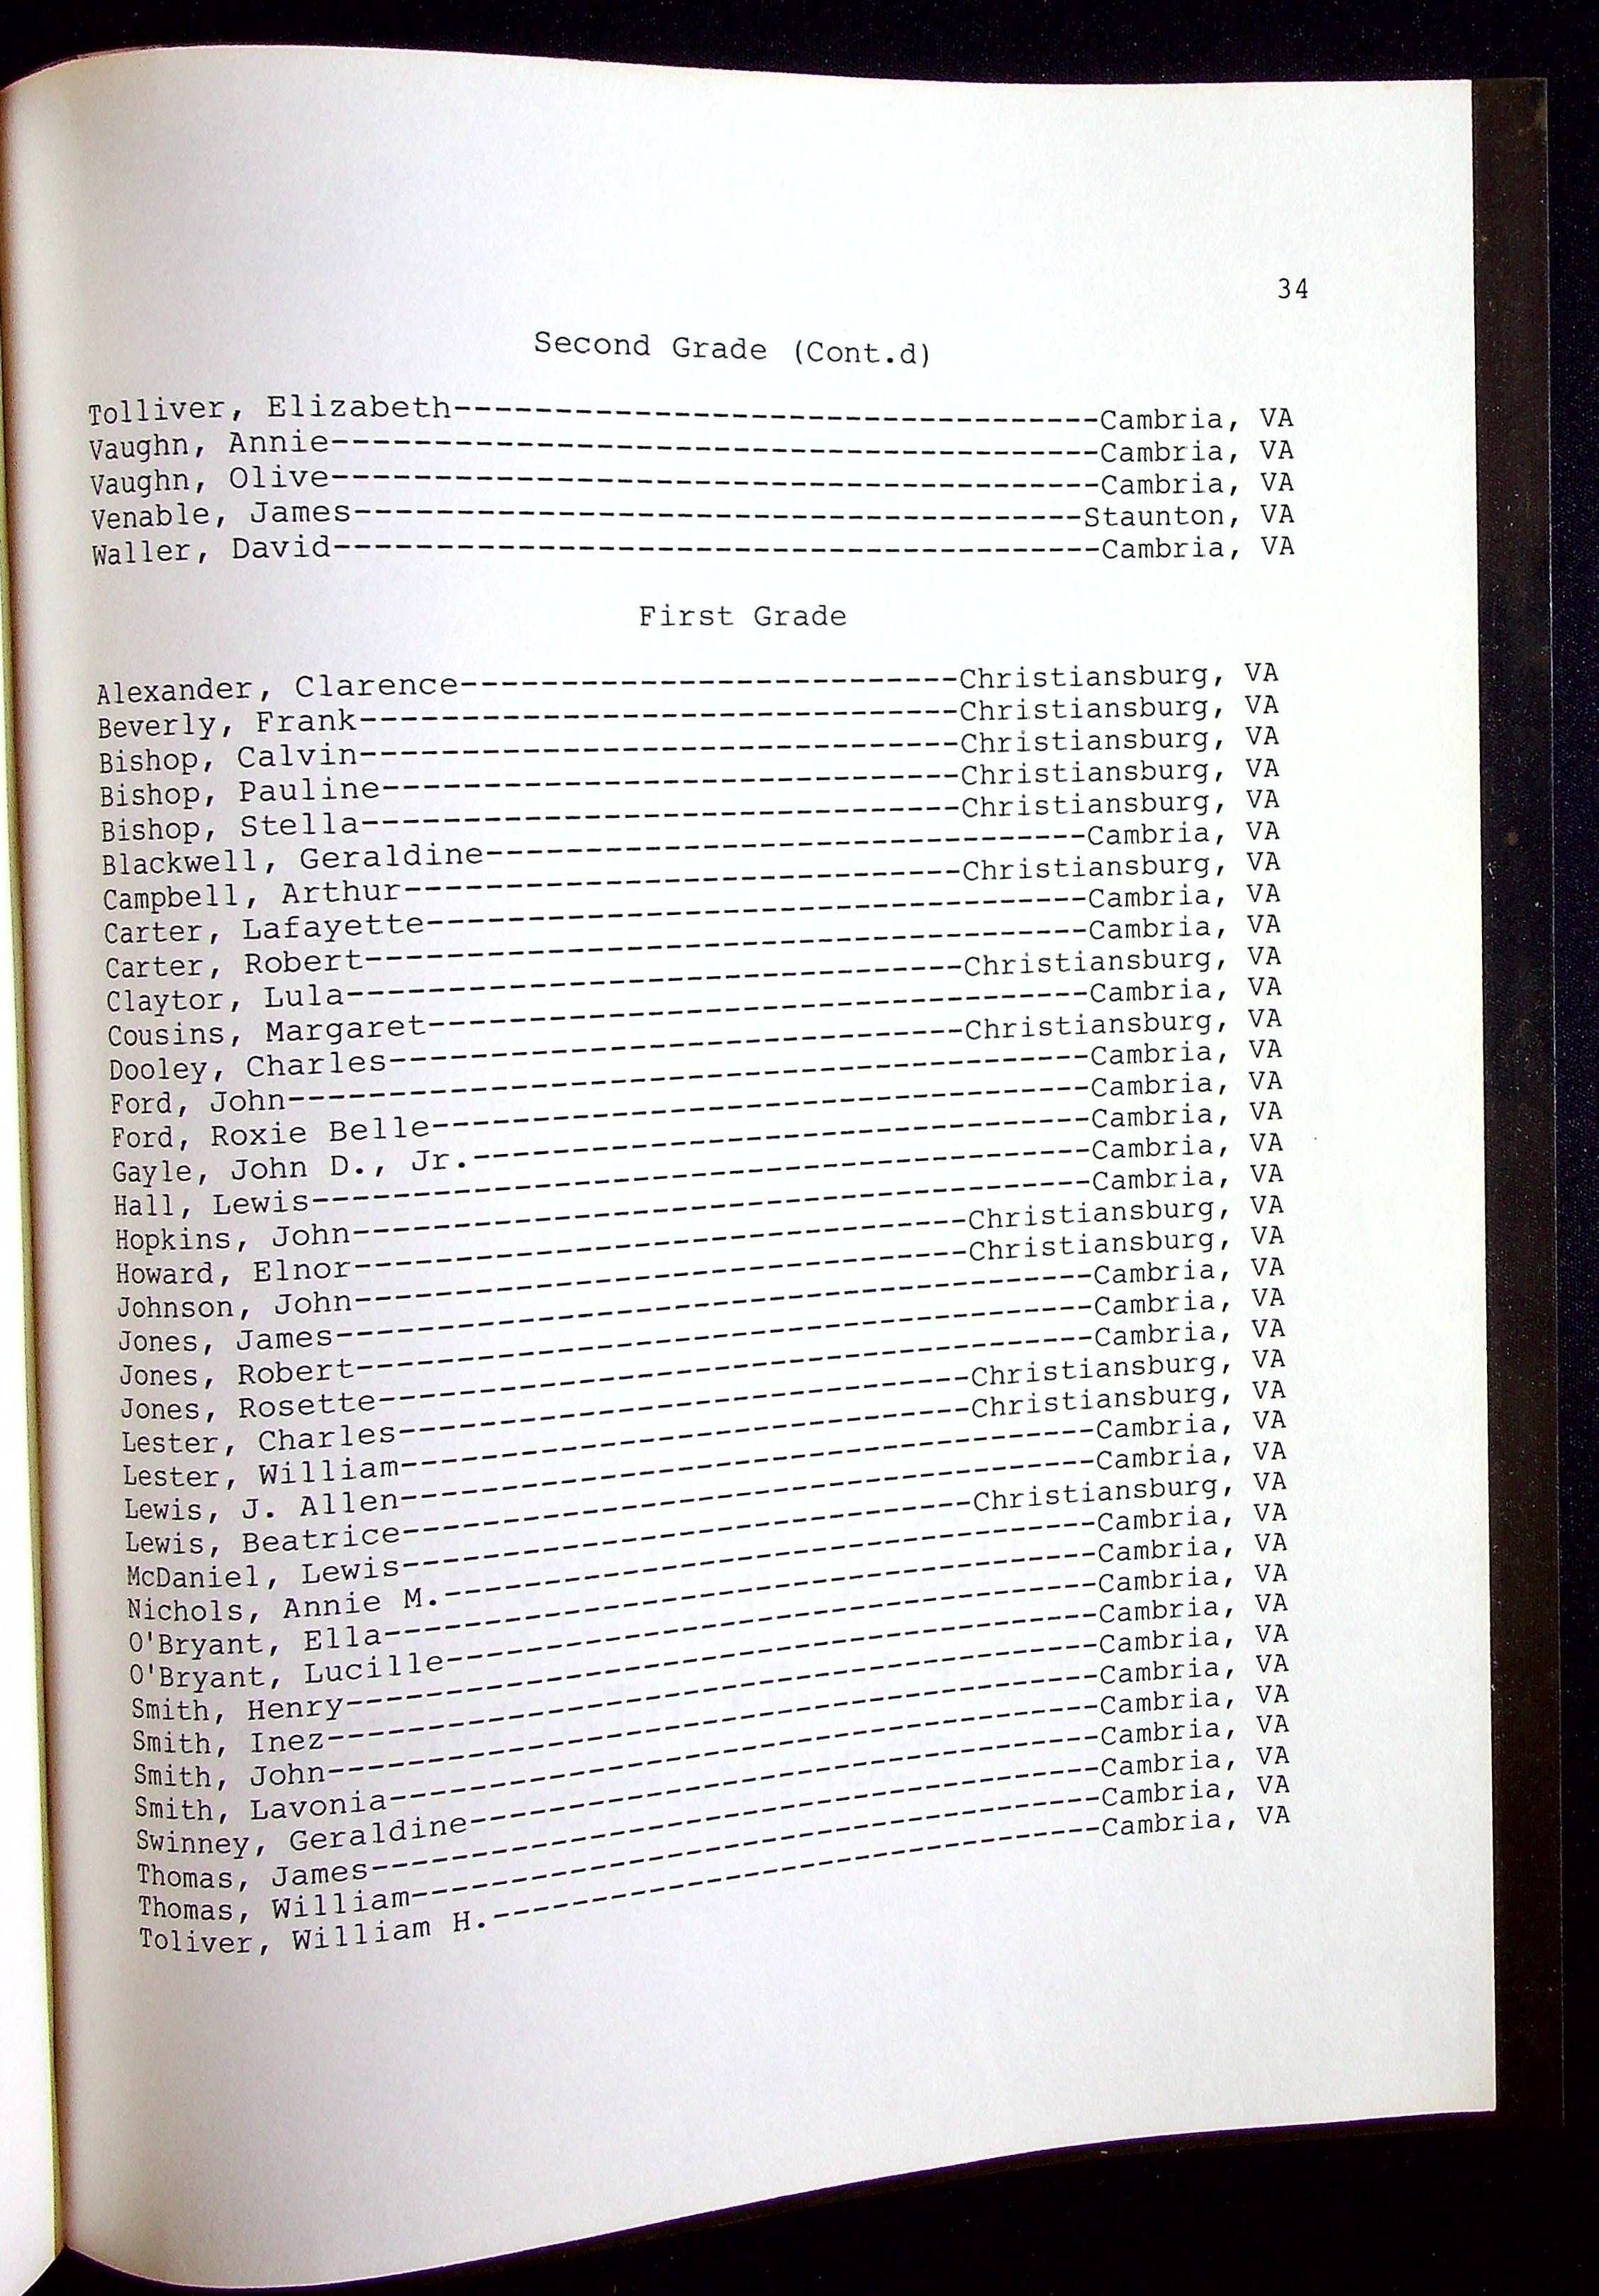 34
Second Grade (Cont.d)
Tolliver, Elizabeth--------------------------------Cambria, VA
Vaughn, Annie--------------------------------------Cambria, VA
Vaughn, Olive--------------------------------------Cambria, VA
Venable, James------------------------------------Staunton, VA
Waller, David--------------------------------------Cambria, VA
First Grade
Alexander, Clarence------------------------Christiansburg, VA
Beverly, Frank-----------------------------Christiansburg, VA
Bishop, Calvin-----------------------------Christiansburg, VA
Bishop, Pauline----------------------------Christiansburg, VA
Bishop, Stella-----------------------------Christiansburg, VA
Blackwell, Geraldine------------------------------Cambria, VA
Campbell, Arthur---------------------------Christiansburg, VA
Carter, Lafayette---------------------------------Cambria, VA
Carter, Robert------------------------------------Cambria, VA
Claytor, Lula------------------------------Christiansburg, VA
Cousins, Margaret---------------------------------Cambria, VA
Dooley, Charles----------------------------Christiansburg, VA
Ford, John----------------------------------------Cambria, VA
Ford, Roxie Belle---------------------------------Cambria, VA
Gayle, John D., Jr.-------------------------------Cambria, VA
Hall, Lewis---------------------------------------Cambria, VA
Hopkins, John-------------------------------------Cambria, VA
Howard, Elnor------------------------------Christiansburg, VA
Johnson, John------------------------------Christiansburg, VA
Jones, James--------------------------------------Cambria, VA
Jones, Robert-------------------------------------Cambria, VA
Jones, Rosette------------------------------------Cambria, VA
Lester, Charles----------------------------Christiansburg, VA
Lester, William----------------------------Christiansburg, VA
Lewis, J. Allen-----------------------------------Cambria, VA
Lewis, Beatrice-----------------------------------Cambria, VA
McDaniel, Lewis----------------------------Christiansburg, VA
Nichols, Annie M.---------------------------------Cambria, VA
O'Bryant, Ella------------------------------------Cambria, VA
O'Bryant, Lucille---------------------------------Cambria, VA
Smith, Henry--------------------------------------Cambria, VA
Smith, Inez---------------------------------------Cambria, VA
Smith, John---------------------------------------Cambria, VA
Smith, Lavonia------------------------------------Cambria, VA
Swinney, Geraldine--------------------------------Cambria, VA
Thomas, James-------------------------------------Cambria, VA
Thomas, William-----------------------------------Cambria, VA
Toliver, William H.-------------------------------Cambria, VA